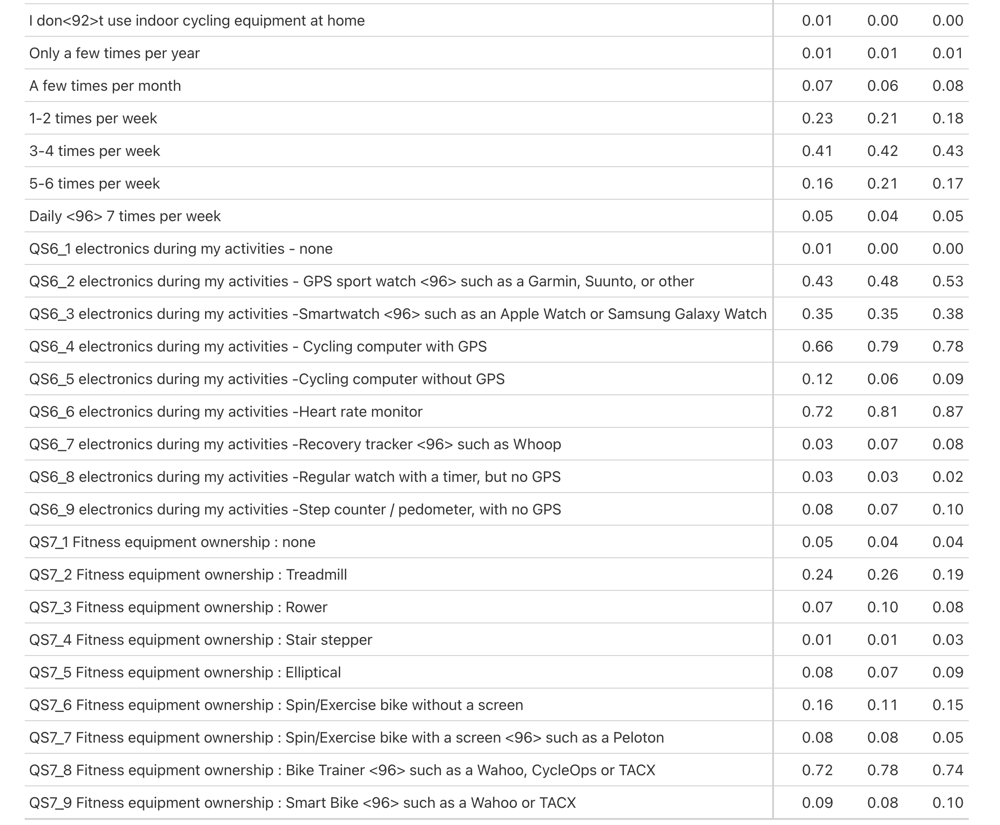 I don<92>t use indoor cycling equipment at home 0.01 0.00 0.00
Only a few times per year 0.01 0.01 0.01
A few times per month 0.07 0.06 0.08
1-2 times per week 0.23 0.21 0.18
3-4 times per week 0.41 0.42 0.43
5-6 times per week 0.16 0.21 0.17
Daily <96> 7 times per week 0.05 0.04 0.05
QS6_1 electronics during my activities - none 0.01 0.00 0.00
QS6_2 electronics during my activities - GPS sport watch <96> such as a Garmin, Suunto, or other 0.43 0.48 0.53
QS6_3 electronics during my activities -Smartwatch <96> such as an Apple Watch or Samsung Galaxy Watch 0.35 0.35 0.38
QS6_4 electronics during my activities - Cycling computer with GPS 0.66 0.79 0.78
QS6_5 electronics during my activities -Cycling computer without GPS 0.12 0.06 0.09
QS6_6 electronics during my activities -Heart rate monitor 0.72 0.81 0.87
QS6_7 electronics during my activities -Recovery tracker <96> such as Whoop 0.03 0.07 0.08
QS6_8 electronics during my activities -Regular watch with a timer, but no GPS 0.03 0.03 0.02
QS6_9 electronics during my activities -Step counter / pedometer, with no GPS 0.08 0.07 0.10
QS7_1 Fitness equipment ownership : none 0.05 0.04 0.04
QS7_2 Fitness equipment ownership : Treadmill 0.24 0.26 0.19
QS7_3 Fitness equipment ownership : Rower 0.07 0.10 0.08
QS7_4 Fitness equipment ownership : Stair stepper 0.01 0.01 0.03
QS7_5 Fitness equipment ownership : Elliptical 0.08 0.07 0.09
QS7_6 Fitness equipment ownership : Spin/Exercise bike without a screen 0.16 0.11 0.15
QS7_7 Fitness equipment ownership : Spin/Exercise bike with a screen <96> such as a Peloton 0.08 0.08 0.05
QS7_8 Fitness equipment ownership : Bike Trainer <96> such as a Wahoo, CycleOps or TACX 0.72 0.78 0.74
QS7_9 Fitness equipment ownership : Smart Bike <96> such as a Wahoo or TACX 0.09 0.08 0.10